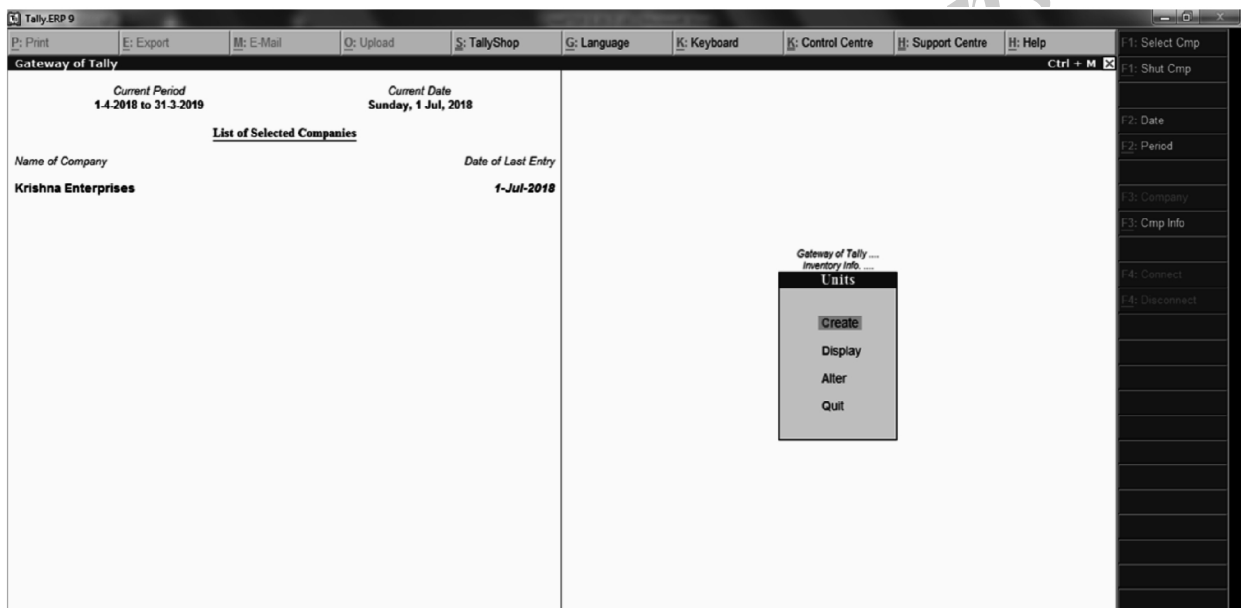 Tally.ERP 9
P: Print E: Export M: E-Mail O: Upload S: TallyShop G: Language K: Keyboard K: Control Centre H: Support Centre H: Help
Gateway of Tally Ctrl + M
Current Period Current Date
1-4-2018 to 31-3-2019 Sunday, 1 Jul, 2018
List of Selected Companies
Name of Company Date of Last Entry
Krishna Enterprises 1-Jul-2018
Gateway of Tally ....
Inventory Info. ....
Units
Create
Display
Alter
Quit
F1: Select Cmp
F1: Shut Cmp
F2: Date
F2: Period
F3: Company
F3: Cmp Info
F4: Connect
F4: Disconnect